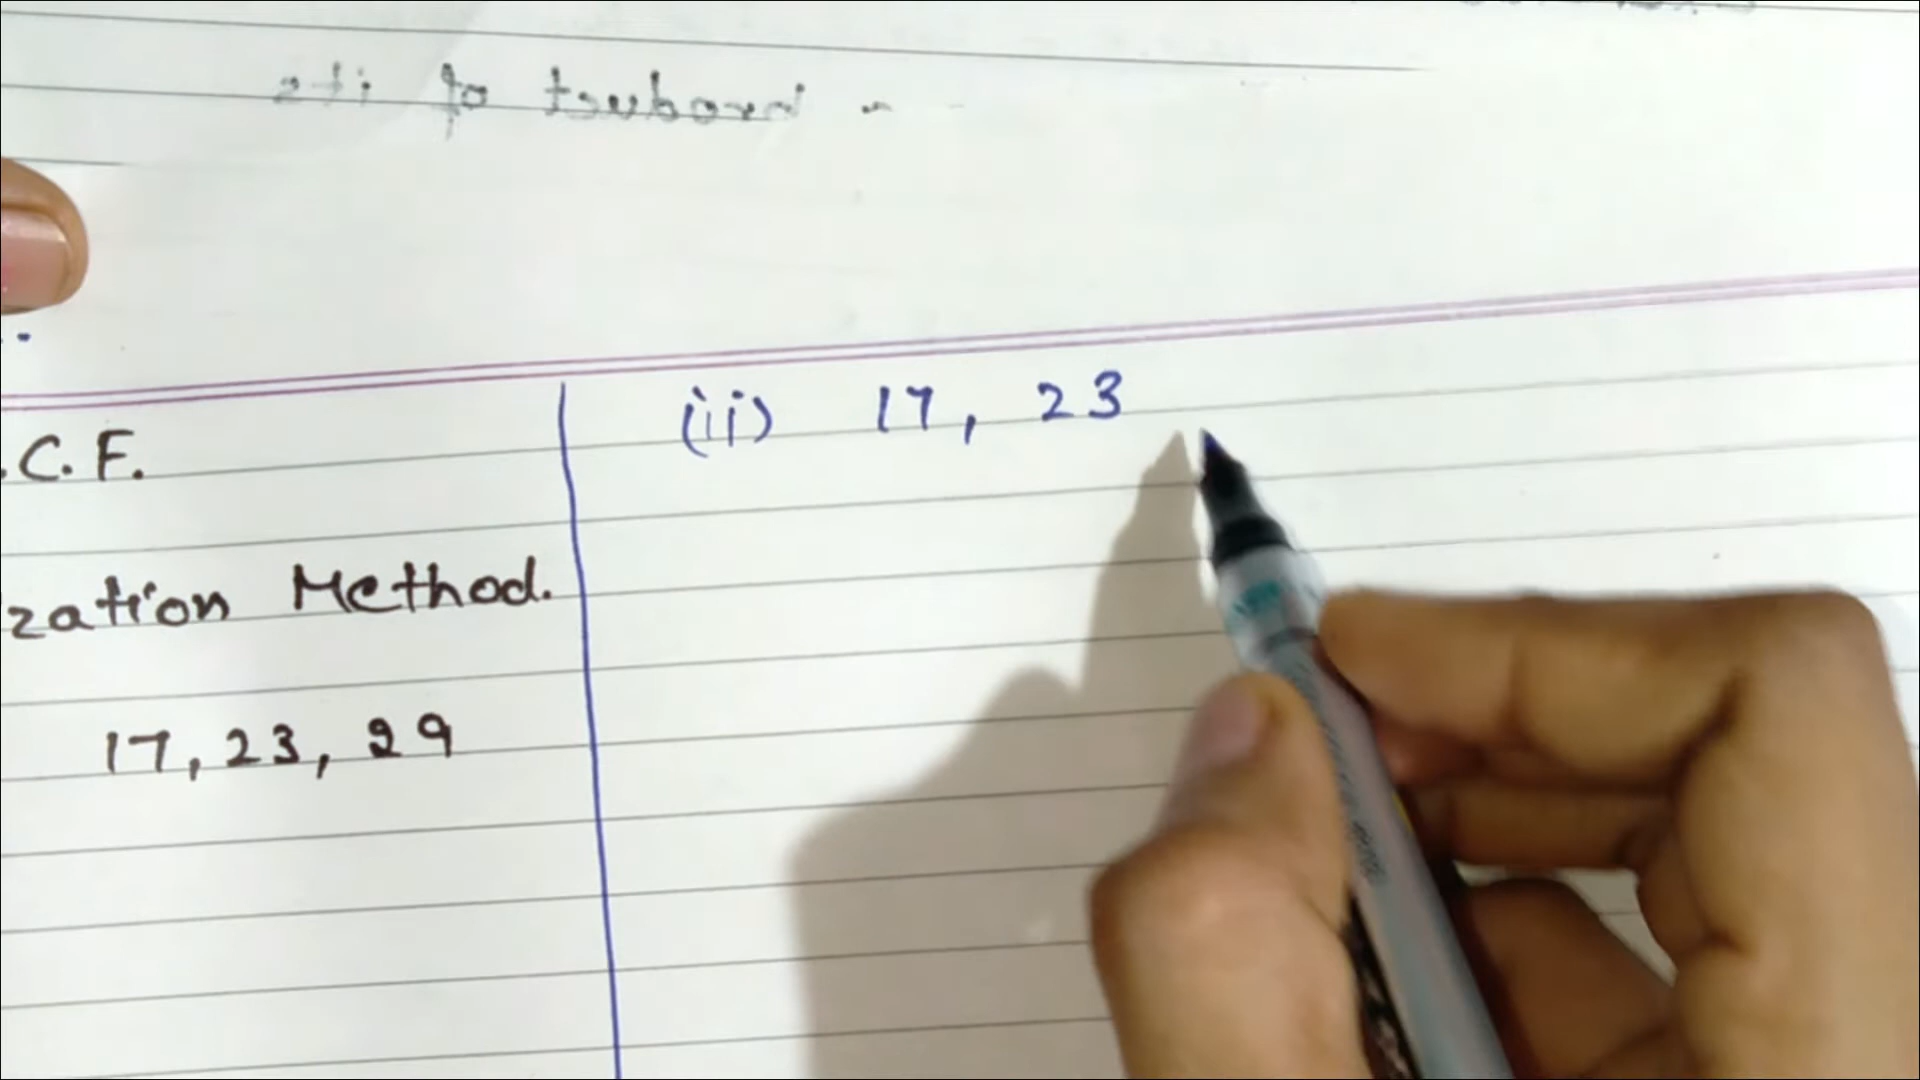 .C.F.
zation Method.
17, 23, 29
(ii) 17, 23